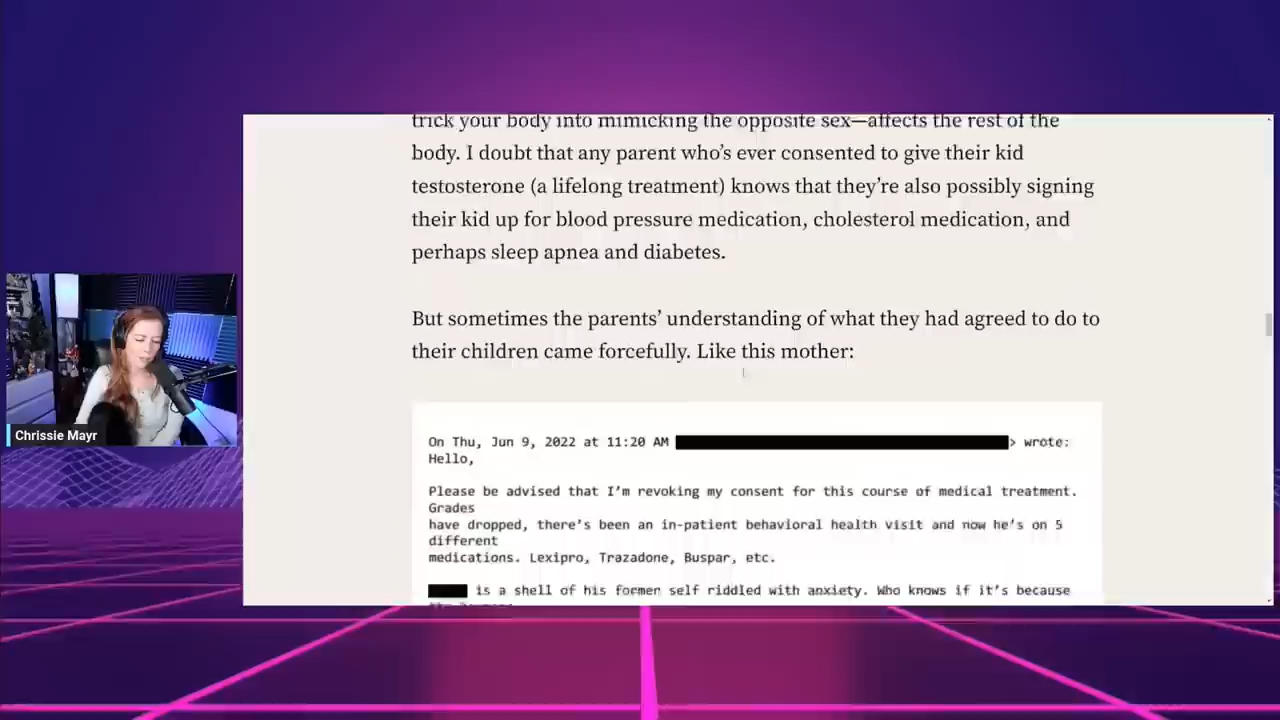 trick your body into mimicking the opposite sex—affects the rest of the
body. I doubt that any parent who’s ever consented to give their kid
testosterone (a lifelong treatment) knows that they’re also possibly signing
their kid up for blood pressure medication, cholesterol medication, and
perhaps sleep apnea and diabetes.
But sometimes the parents’ understanding of what they had agreed to do to
their children came forcefully. Like this mother:
On Thu, Jun 9, 2022 at 11:20 AM > wrote:
Hello,
Please be advised that I’m revoking my consent for this course of medical treatment.
Grades
have dropped, there’s been an in-patient behavioral health visit and now he’s on 5
different
medications. Lexipro, Trazadone, Buspar, etc.
is a shell of his former self riddled with anxiety. Who knows if it’s because
Chrissie Mayr